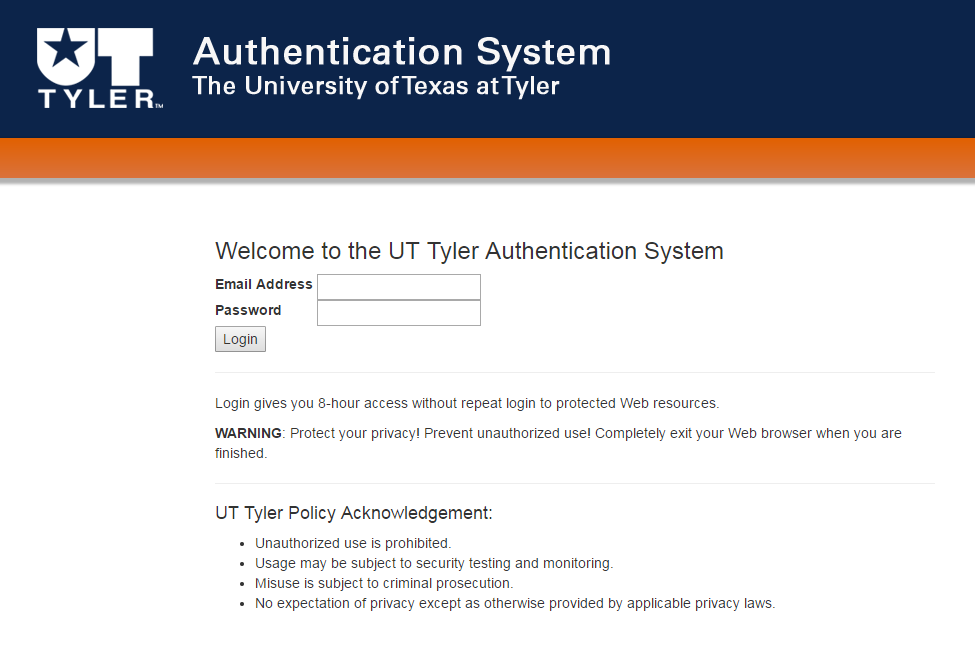 UT
TYLER™
Authentication System
The University of Texas at Tyler
Welcome to the UT Tyler Authentication System
Email Address
Password
Login
Login gives you 8-hour access without repeat login to protected Web resources.
WARNING: Protect your privacy! Prevent unauthorized use! Completely exit your Web browser when you are
finished.
UT Tyler Policy Acknowledgement:
• Unauthorized use is prohibited.
• Usage may be subject to security testing and monitoring.
• Misuse is subject to criminal prosecution.
• No expectation of privacy except as otherwise provided by applicable privacy laws.